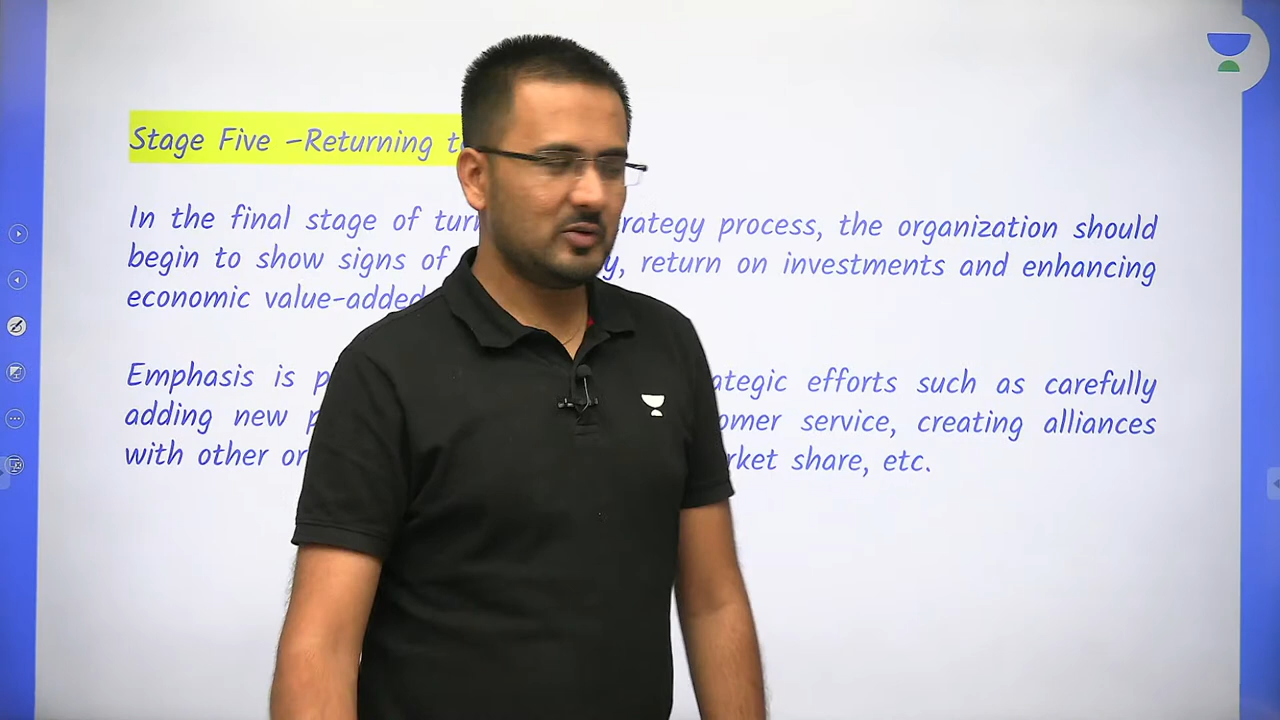 Stage Five –Returning
In the final stage of rategy process, the organization should
begin to show signs of return on investments and enhancing
economic value-added
Emphasis is ategic efforts such as carefully
adding new omer service, creating alliances
with other rket share, etc.